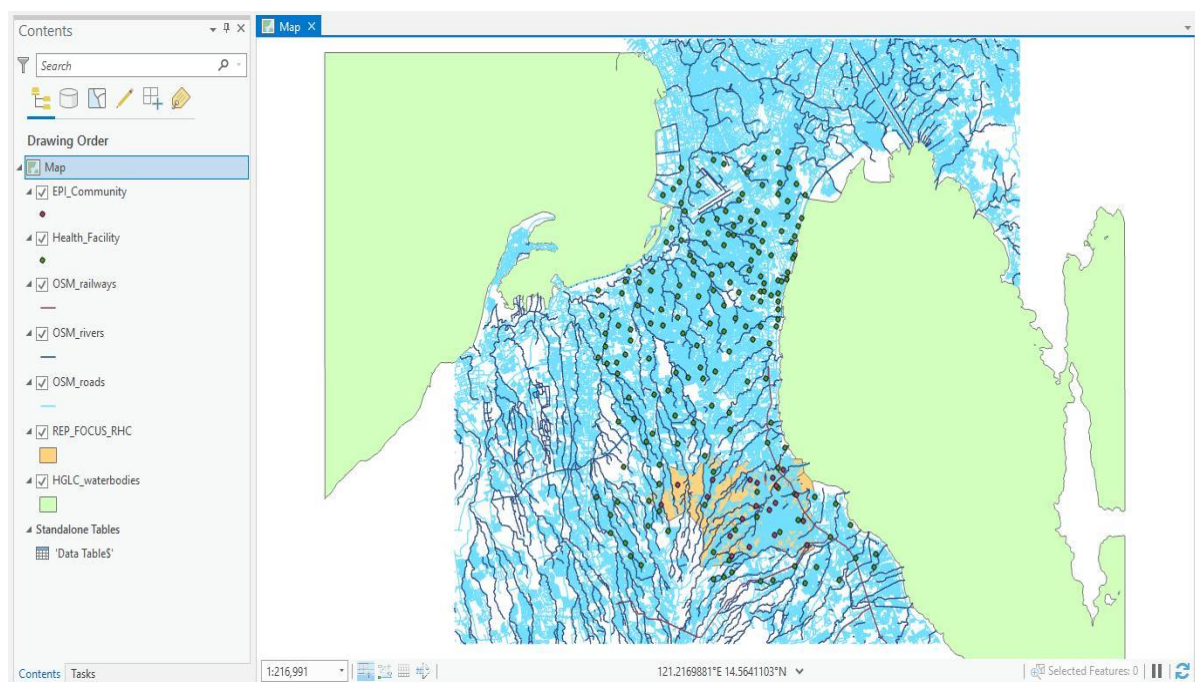 Contents
Map
Search
Drawing Order
Map
EPI_Community
Health_Facility
OSM_railways
OSM_rivers
OSM_roads
REP_FOCUS_RHC
HGLC_waterbodies
Standalone Tables
'Data Table$'
Contents Tasks
1:216,991
121.2169881°E 14.5641103°N
Selected Features: 0